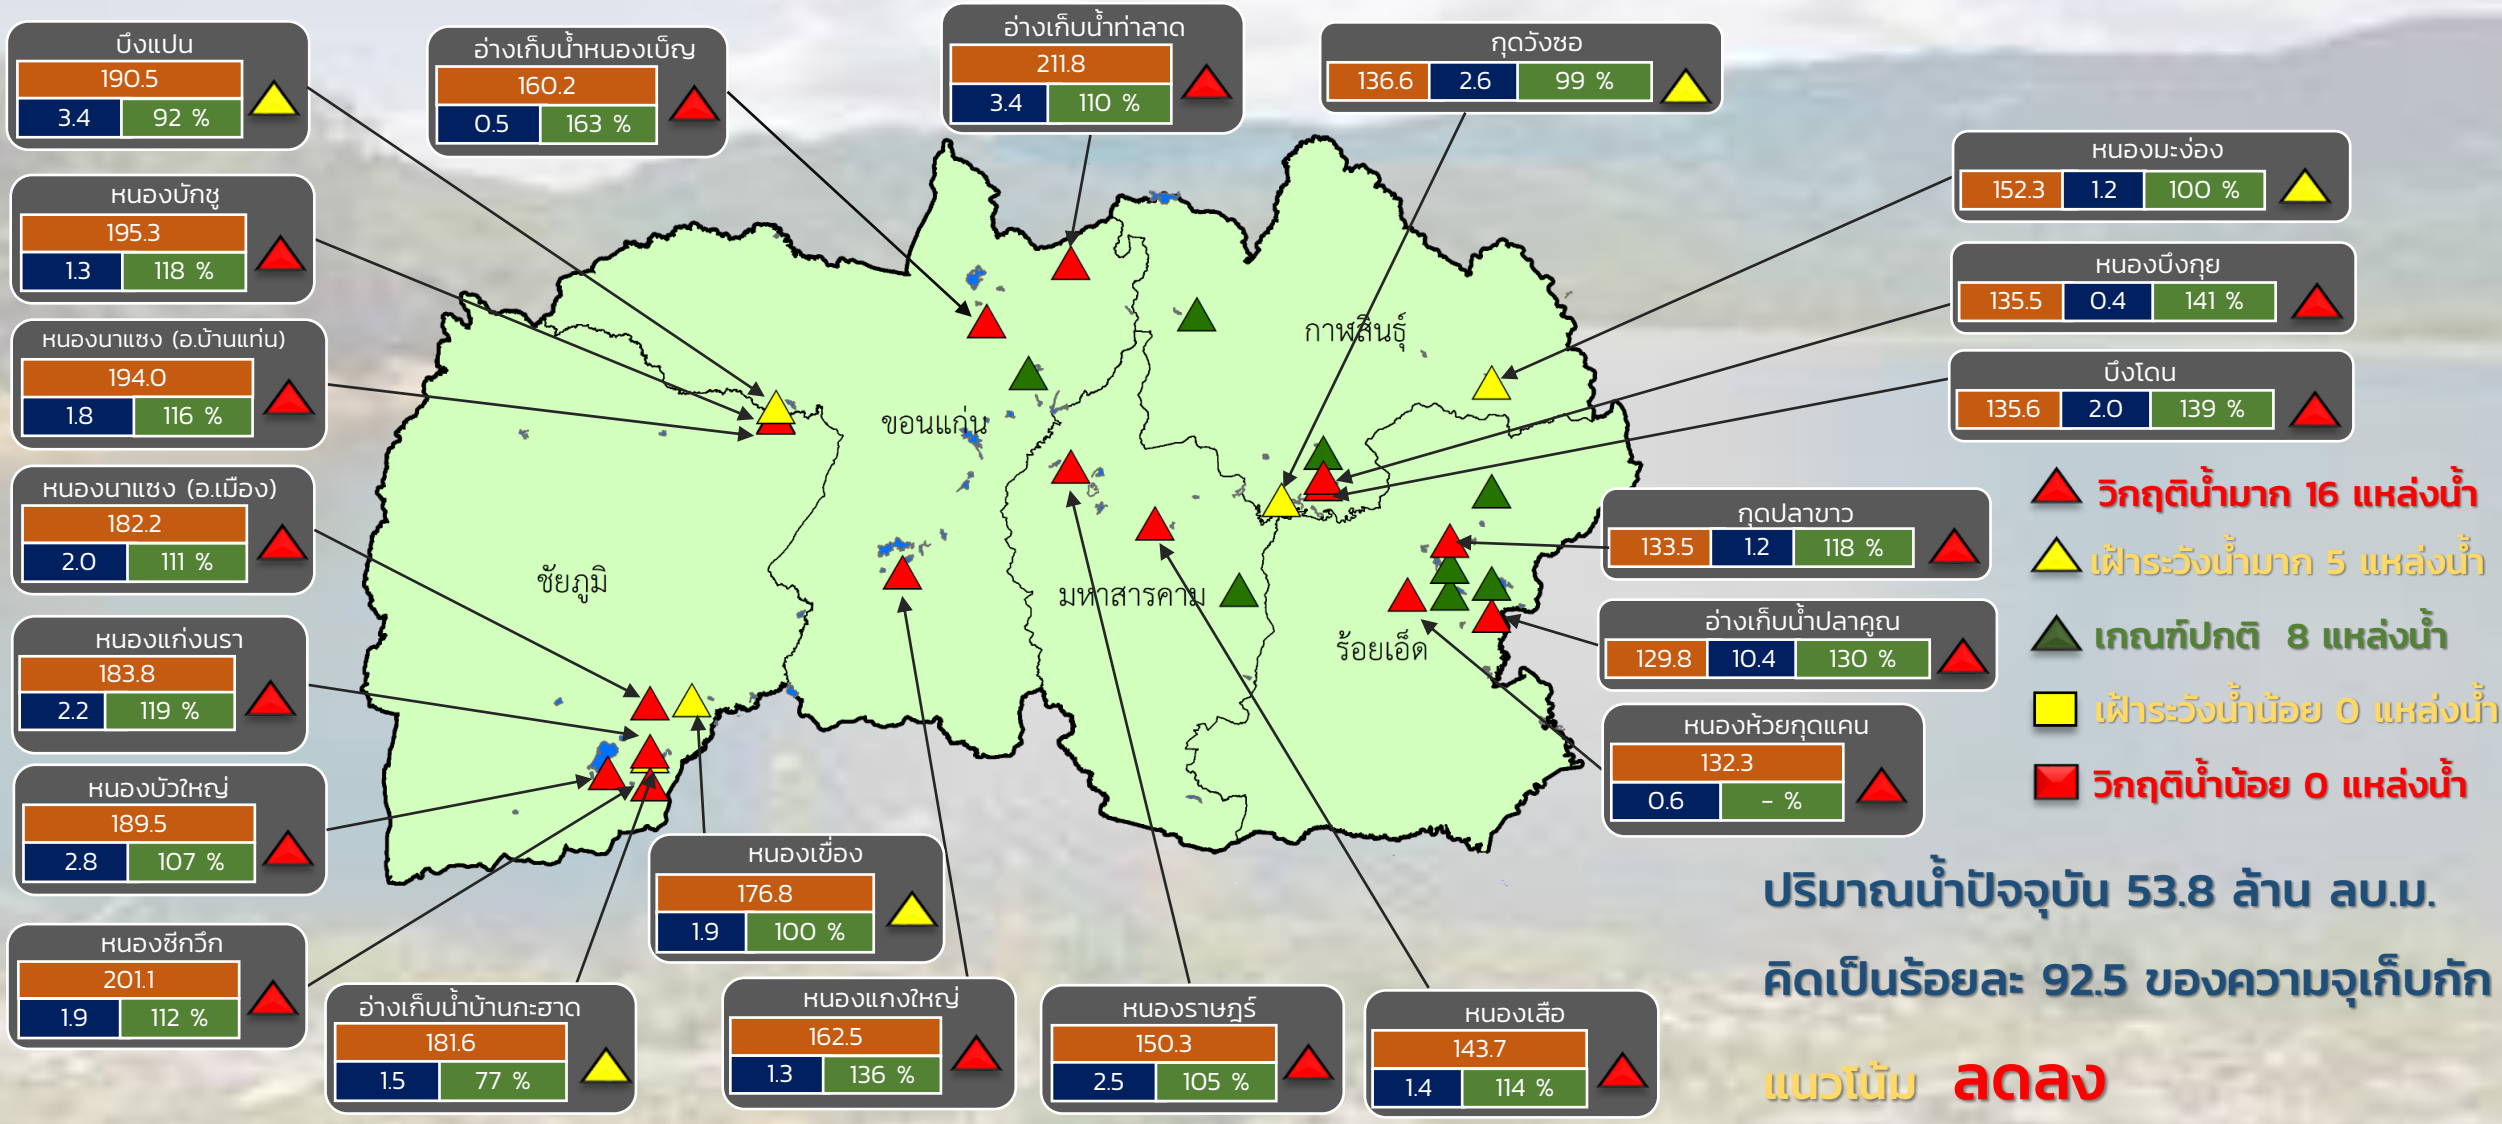 บึงแปน
190.5
3.4 92 %
อ่างเก็บน้ำหนองเบ็ญ
160.2
0.5 163 %
อ่างเก็บน้ำท่าลาด
211.8
3.4 110 %
กุดวังซอ
136.6 2.6 99 %
หนองมะง่อง
152.3 1.2 100 %
หนองบักซู
195.3
1.3 118 %
หนองบึงกุย
135.5 0.4 141 %
หนองนาแซง (อ.บ้านแท่น)
194.0
1.8 116 %
บึงโดน
135.6 2.0 139 %
กาฬสินธุ์
ขอนแก่น
ชัยภูมิ
มหาสารคาม
ร้อยเอ็ด
หนองนาแซง (อ.เมือง)
182.2
2.0 111 %
วิกฤติน้ำมาก 16 แหล่งน้ำ
เฝ้าระวังน้ำมาก 5 แหล่งน้ำ
เกณฑ์ปกติ 8 แหล่งน้ำ
เฝ้าระวังน้ำน้อย 0 แหล่งน้ำ
วิกฤติน้ำน้อย 0 แหล่งน้ำ
กุดปลาขาว
133.5 1.2 118 %
อ่างเก็บน้ำปลาคูณ
129.8 10.4 130 %
หนองห้วยกุดแคน
132.3
0.6 - %
หนองแก่งนรา
183.8
2.2 119 %
หนองบัวใหญ่
189.5
2.8 107 %
หนองซีกวึก
201.1
1.9 112 %
หนองเขื่อง
176.8
1.9 100 %
อ่างเก็บน้ำบ้านกะฮาด
181.6
1.5 77 %
หนองแกงใหญ่
162.5
1.3 136 %
หนองราษฎร์
150.3
2.5 105 %
หนองเสือ
143.7
1.4 114 %
ปริมาณน้ำปัจจุบัน 53.8 ล้าน ลบ.ม.
คิดเป็นร้อยละ 92.5 ของความจุเก็บกัก
แนวโน้ม ลดลง